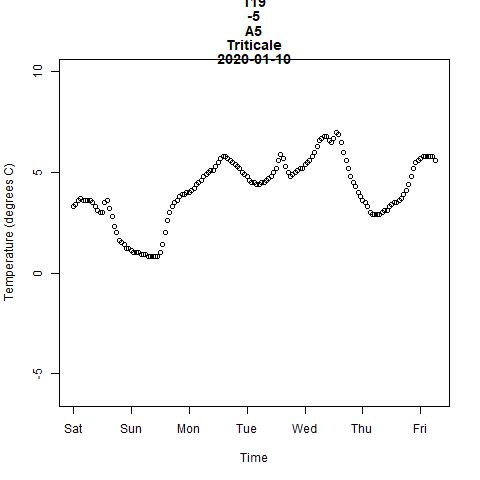 T19
-5
A5
Triticale
2020-01-10
10
5
0
-5
Temperature (degrees C)
Sat Sun Mon Tue Wed Thu Fri
Time